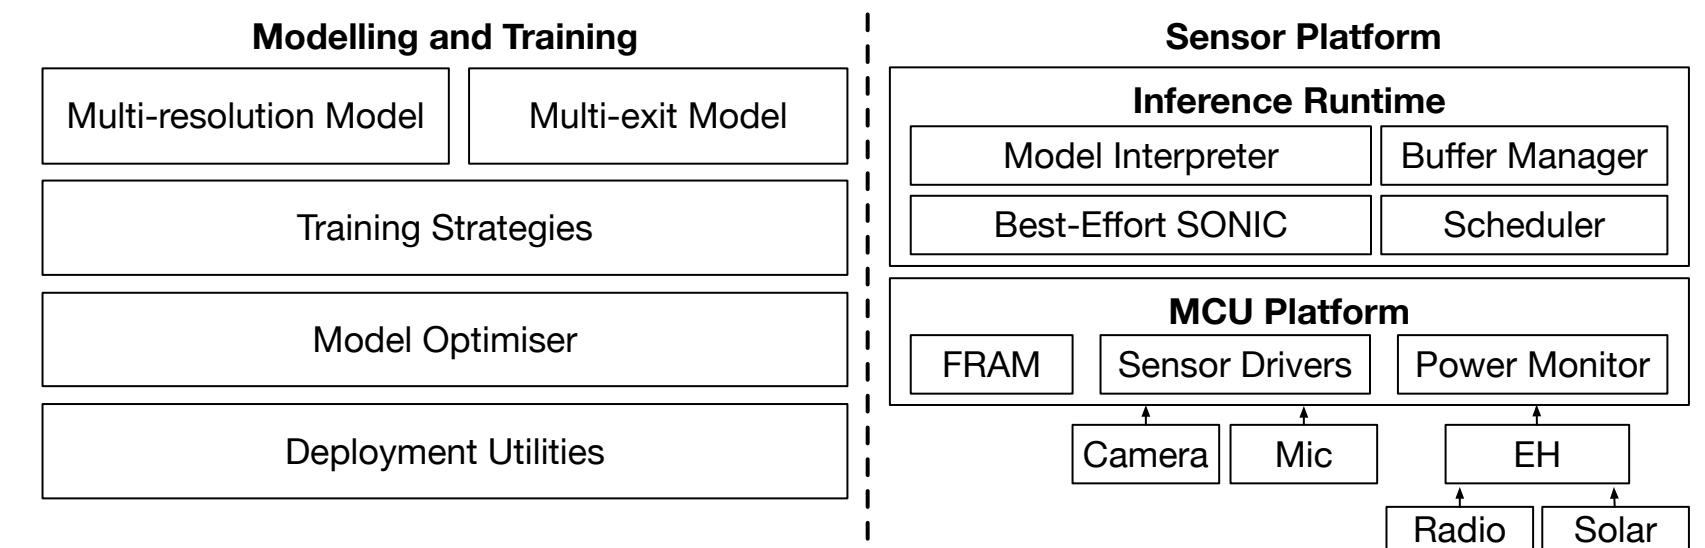 Modelling and Training
Multi-resolution Model
Multi-exit Model
Training Strategies
Model Optimiser
Deployment Utilities
Sensor Platform
Inference Runtime
Model Interpreter
Buffer Manager
Best-Effort SONIC
Scheduler
MCU Platform
FRAM
Sensor Drivers
Power Monitor
Camera
Mic
EH
Radio
Solar